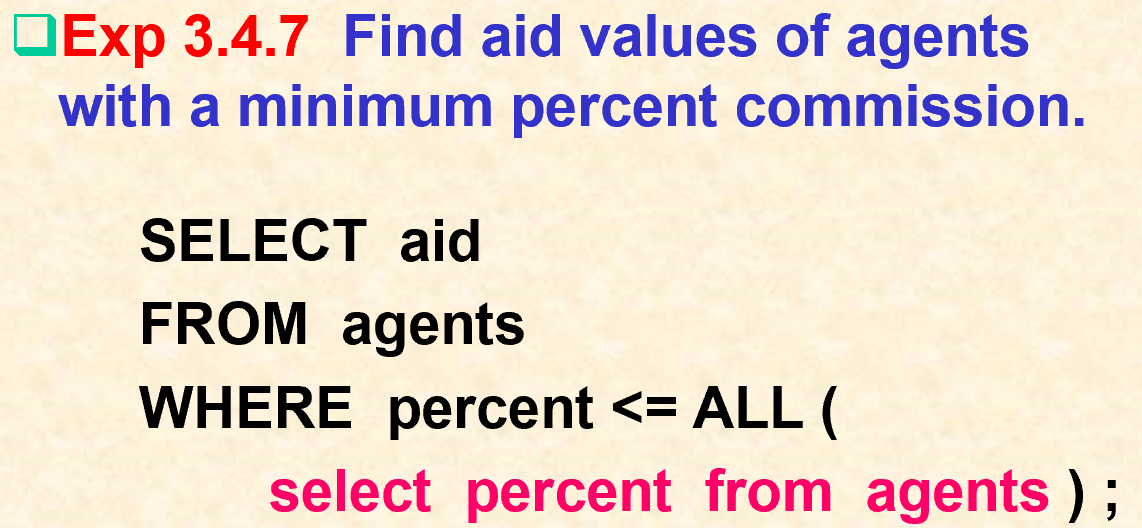 Exp 3.4.7 Find aid values of agents
with a minimum percent commission.
SELECT aid
FROM agents
WHERE percent <= ALL (
select percent from agents ) ;